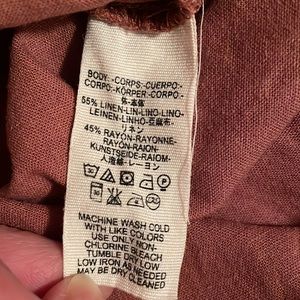 BODY:-CORPS:-CUERPO:-
CORPO:-KÖRPER:-CORPO:-
体:-本体:
55% LINEN-LIN-LINO-LINO-
LEINEN-LINHO-亚麻布-
リネン
45% RAYON-RAYONNE-
RAYÓN-RAION-
KUNSTSEIDE-RAIOM-
人造絲-レーヨン
MACHINE WASH COLD
WITH LIKE COLORS
USE ONLY NON-
CHLORINE BLEACH
TUMBLE DRY LOW
LOW IRON AS NEEDED
MAY BE DRY CLEANED